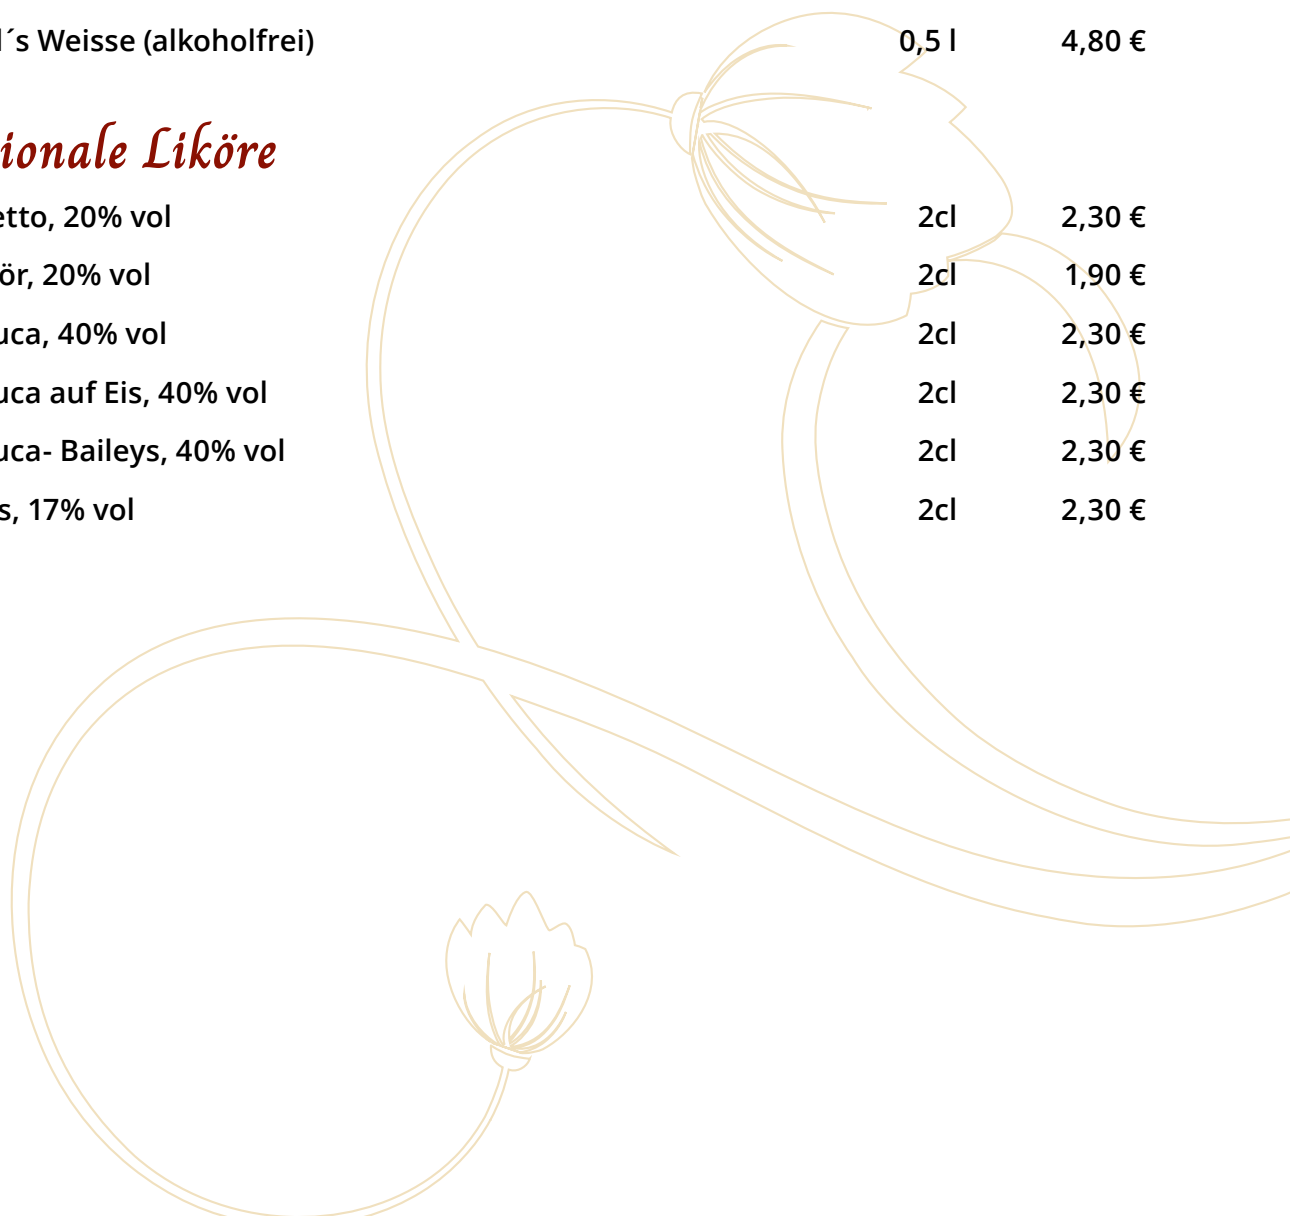 l´s Weisse (alkoholfrei) 0,5 l 4,80 €
ionale Liköre
etto, 20% vol 2cl 2,30 €
ör, 20% vol 2cl 1,90 €
uca, 40% vol 2cl 2,30 €
uca auf Eis, 40% vol 2cl 2,30 €
uca- Baileys, 40% vol 2cl 2,30 €
s, 17% vol 2cl 2,30 €